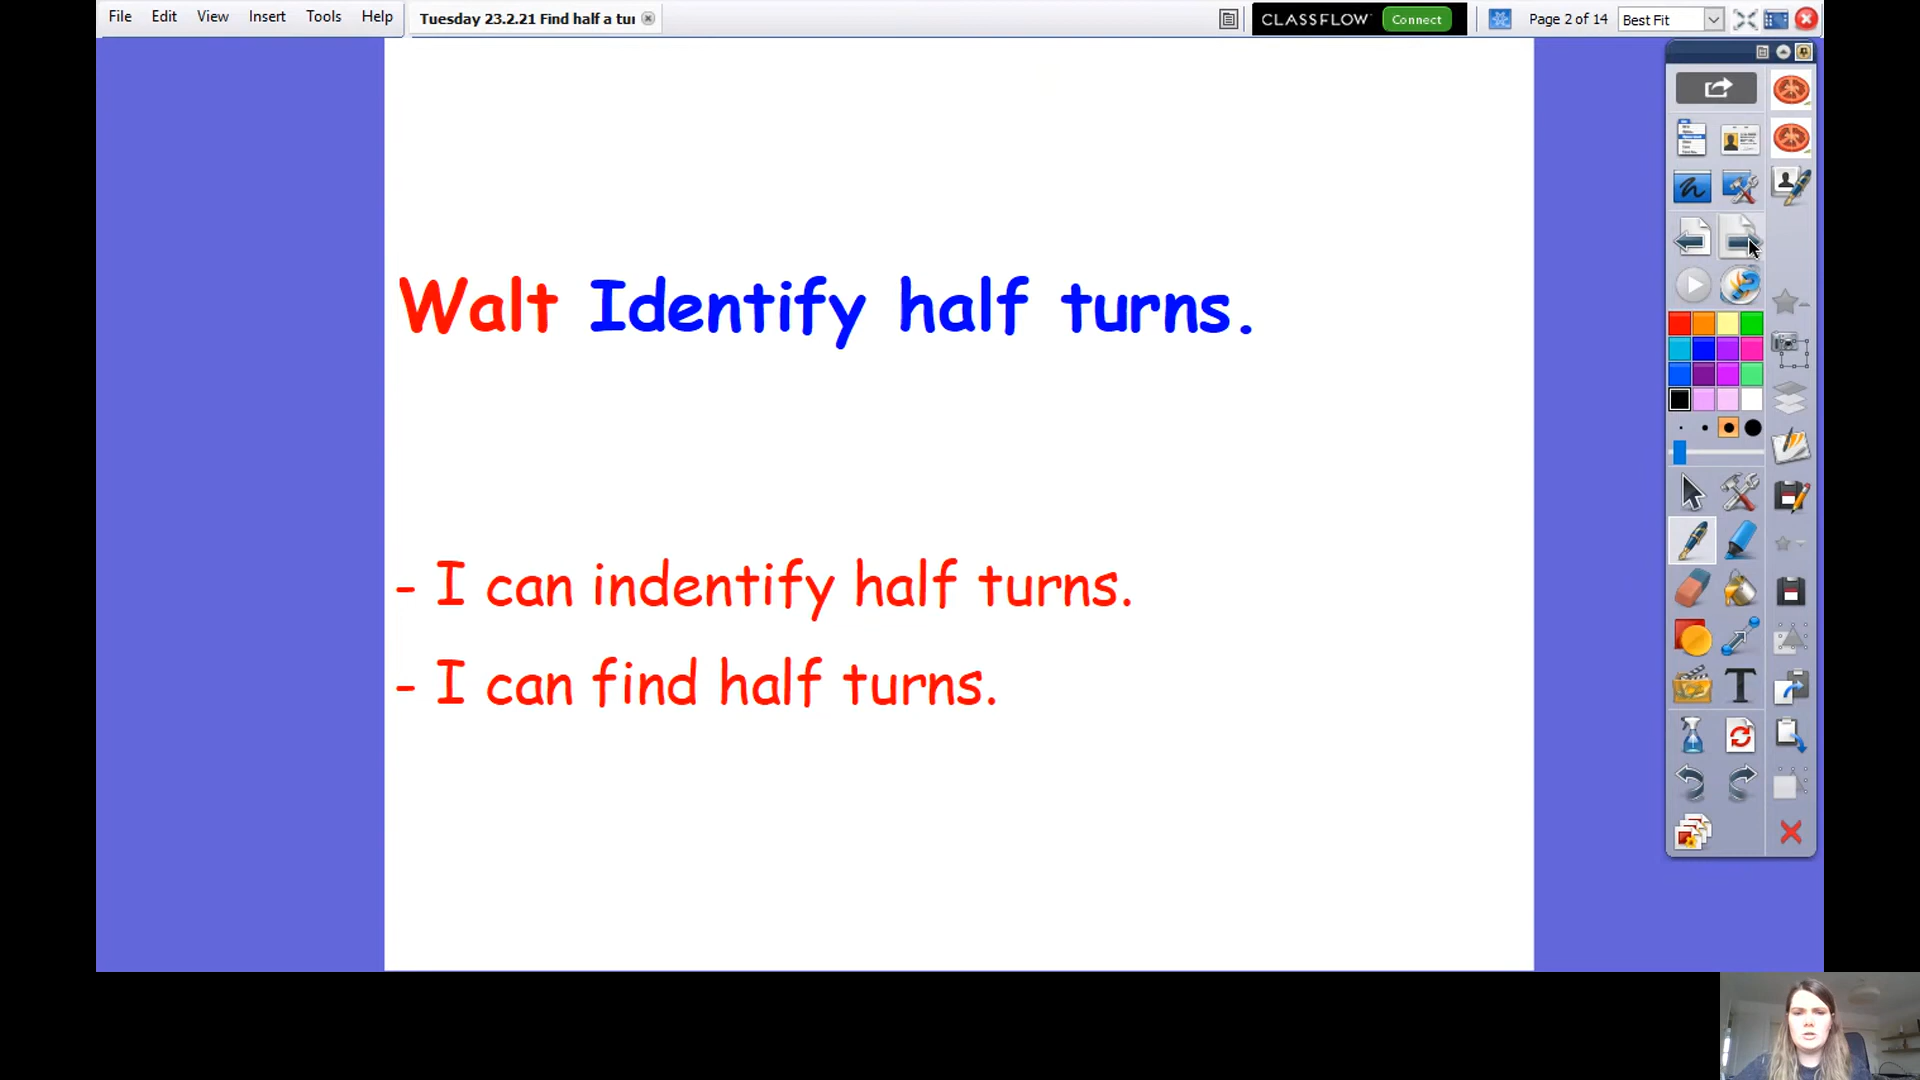 File Edit View Insert Tools Help
Tuesday 23.2.21 Find half a tu
CLASSFLOW Connect
Page 2 of 14
Best Fit
Walt Identify half turns.
- I can indentify half turns.
- I can find half turns.